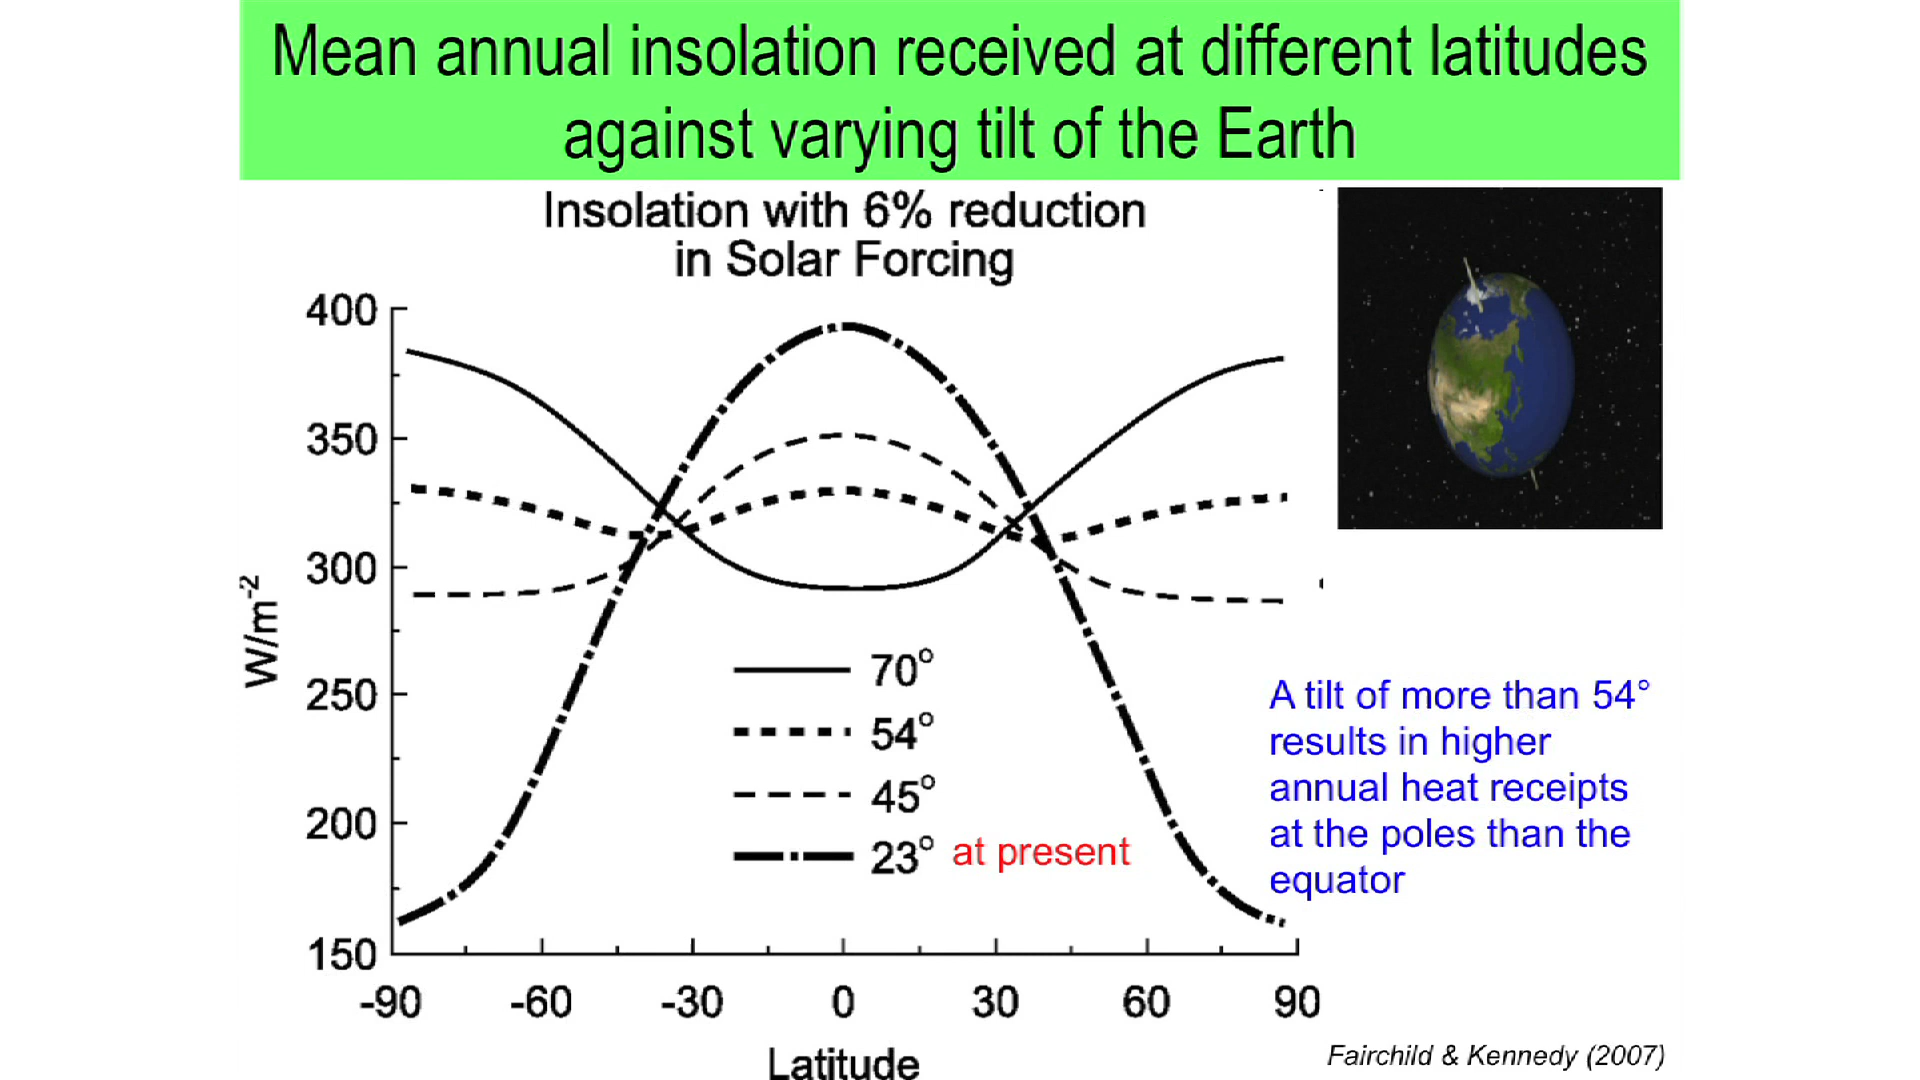 Mean annual insolation received at different latitudes
against varying tilt of the Earth
Insolation with 6% reduction
in Solar Forcing
400
350
300
250
200
150
W/m⁻²
70°
54°
45°
23° at present
-90 -60 -30 0 30 60 90
Latitude
A tilt of more than 54°
results in higher
annual heat receipts
at the poles than the
equator
Fairchild & Kennedy (2007)